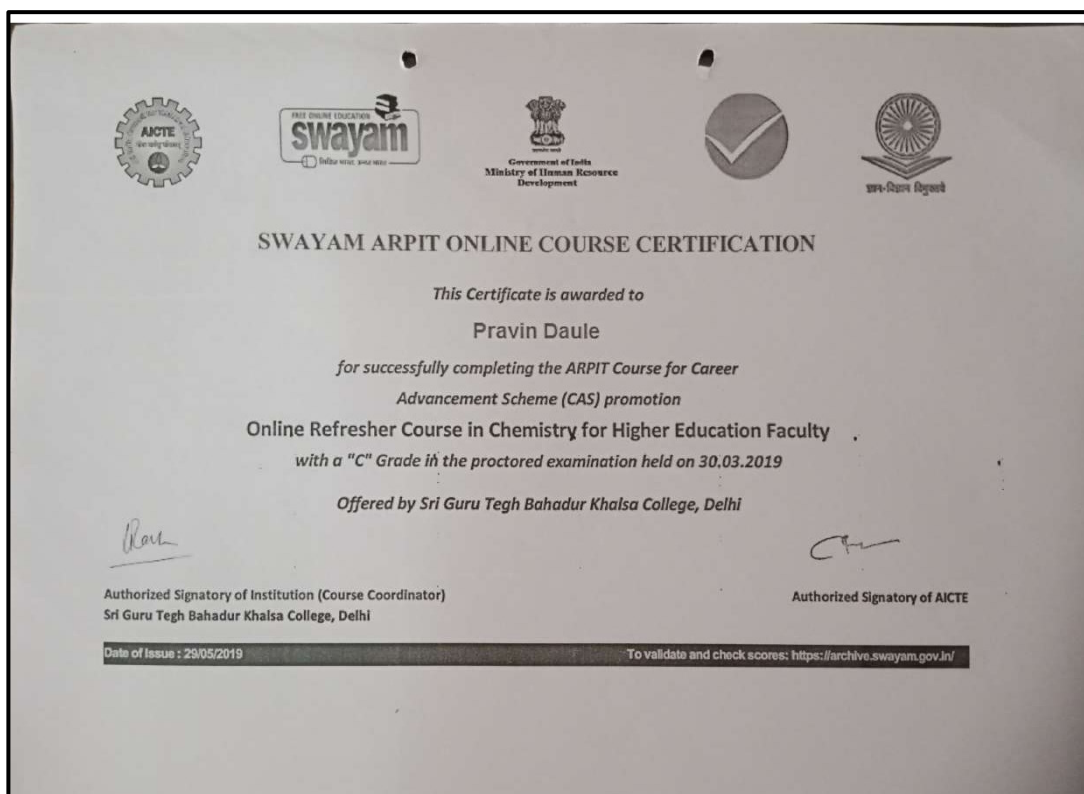 AICTE
FREE ONLINE EDUCATION
swayam
शिक्षित भारत, उन्नत भारत
Government of India
Ministry of Human Resource
Development
ज्ञान-विज्ञान विमुक्तये
SWAYAM ARPIT ONLINE COURSE CERTIFICATION
This Certificate is awarded to
Pravin Daule
for successfully completing the ARPIT Course for Career
Advancement Scheme (CAS) promotion
Online Refresher Course in Chemistry for Higher Education Faculty
with a "C" Grade in the proctored examination held on 30.03.2019
Offered by Sri Guru Tegh Bahadur Khalsa College, Delhi
Authorized Signatory of Institution (Course Coordinator)
Sri Guru Tegh Bahadur Khalsa College, Delhi
Authorized Signatory of AICTE
Date of Issue : 29/05/2019
To validate and check scores: https://archive.swayam.gov.in/